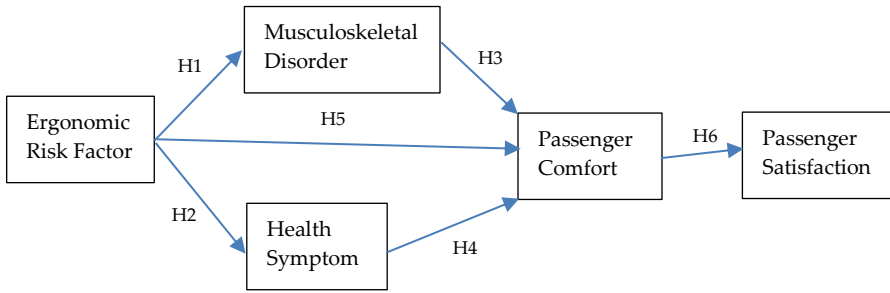 Musculoskeletal
Disorder
H1
H3
Ergonomic
Risk Factor
H5
Passenger
Comfort
H6
Passenger
Satisfaction
H2
Health
Symptom
H4